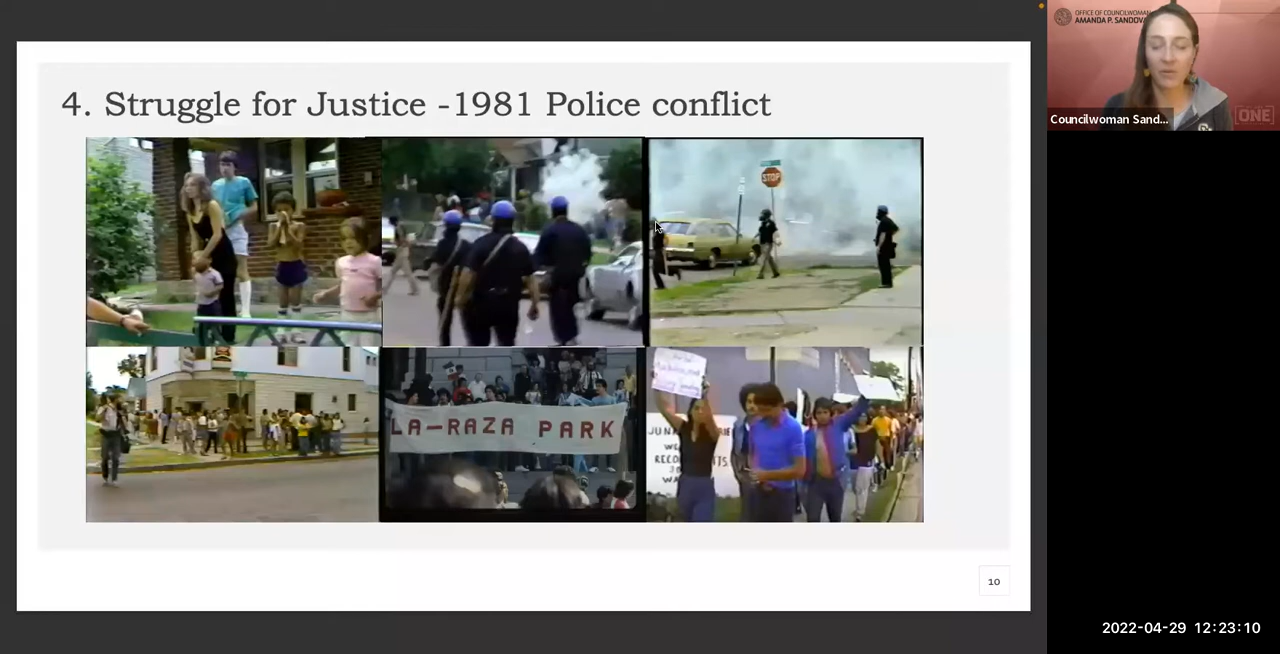 4. Struggle for Justice -1981 Police conflict
STOP
LA-RAZA PARK
10
OFFICE OF COUNCILWOMAN
AMANDA P. SANDOV
ONE
Councilwoman Sand...
2022-04-29 12:23:10